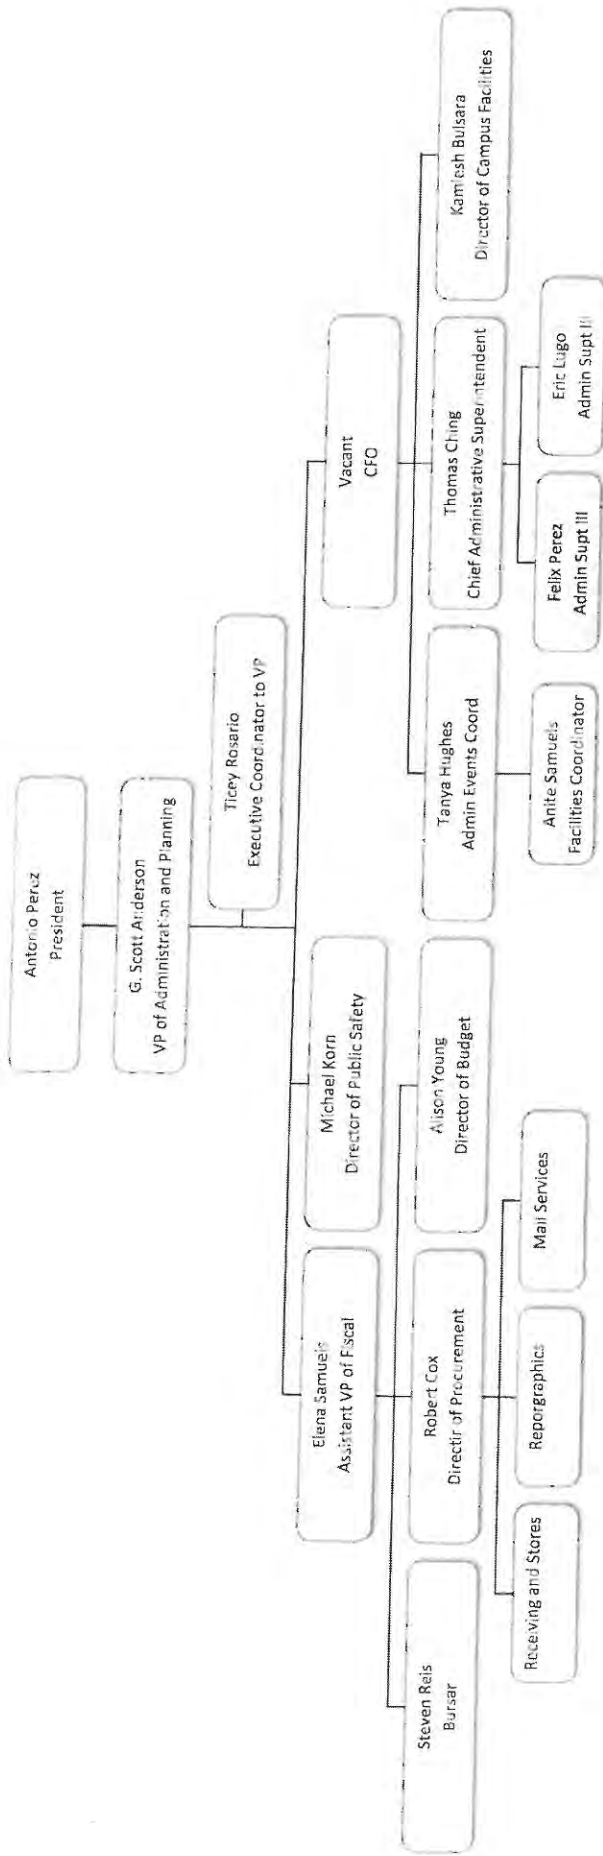 Antonio Perez
President
G. Scott Anderson
VP of Administration and Planning
Ticey Rosario
Executive Coordinator to VP
Elena Samuels
Assistant VP of Fiscal
Michael Korn
Director of Public Safety
Vacant
CFO
Steven Reis
Bursar
Robert Cox
Directir of Procurement
Alison Young
Director of Budget
Tanya Hughes
Admin Events Coord
Thomas Ching
Chief Administrative Superintendent
Kamlesh Bulsara
Director of Campus Facilities
Receiving and Stores
Reporgraphics
Mail Services
Anite Samuels
Facilities Coordinator
Felix Perez
Admin Supt III
Eric Lugo
Admin Supt III